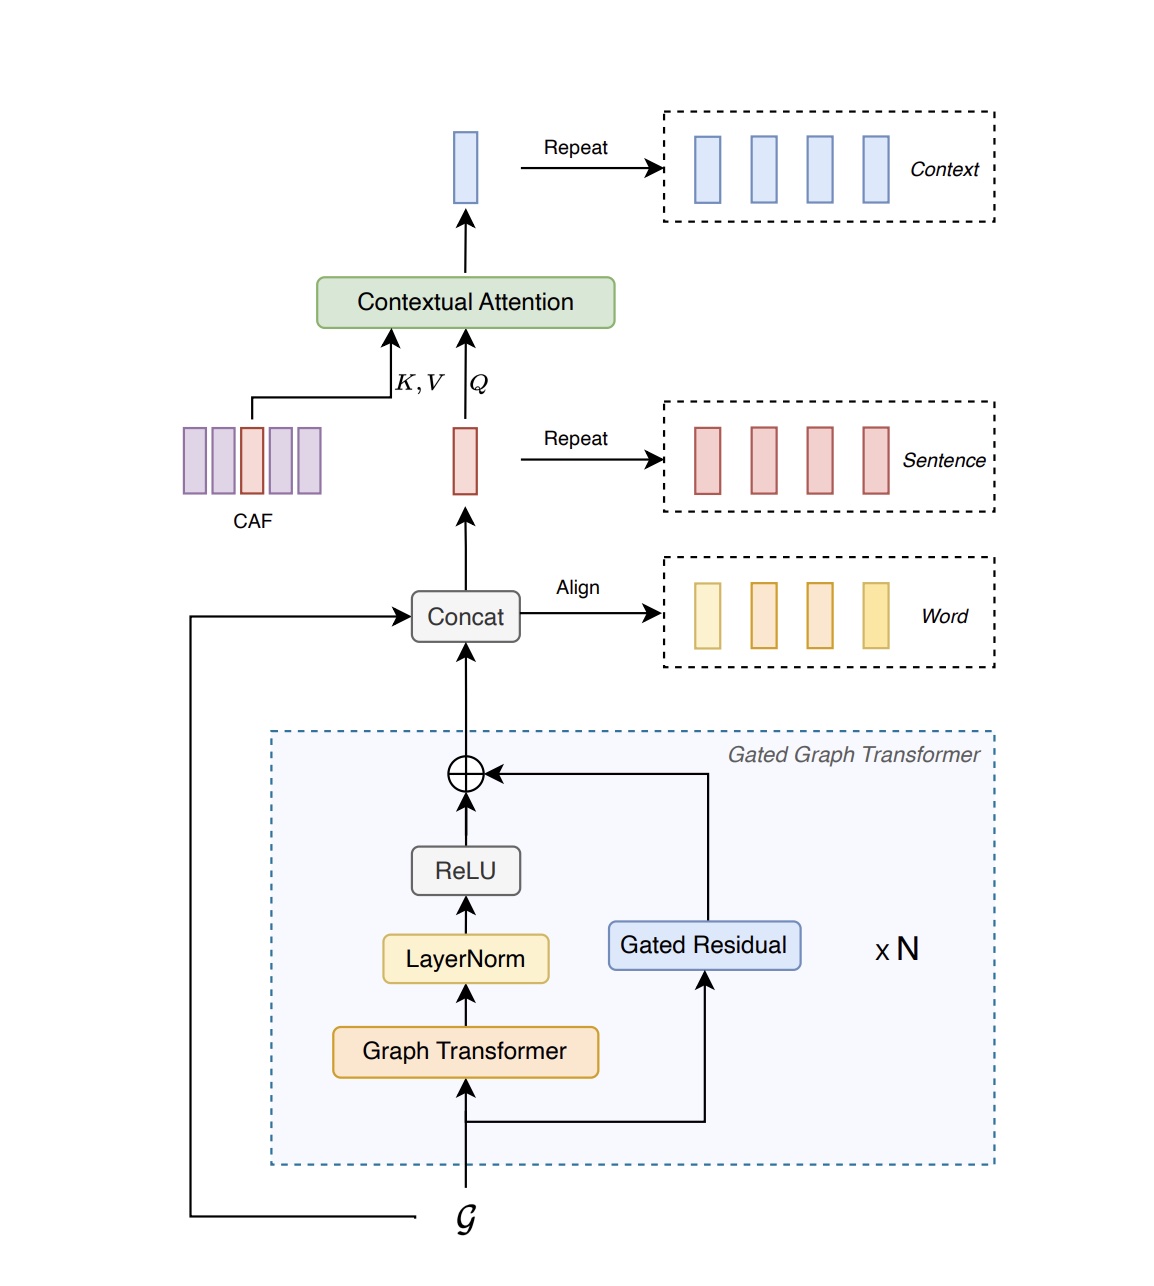 Repeat
Context
Contextual Attention
K, V
Q
Repeat
Sentence
CAF
Align
Concat
Word
Gated Graph Transformer
ReLU
Gated Residual
x N
LayerNorm
Graph Transformer
𝒢